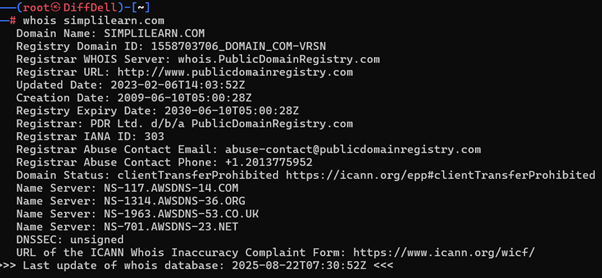 (root㉿DiffDell)-[~]
# whois simplilearn.com
Domain Name: SIMPLILEARN.COM
Registry Domain ID: 1558703706_DOMAIN_COM-VRSN
Registrar WHOIS Server: whois.PublicDomainRegistry.com
Registrar URL: http://www.publicdomainregistry.com
Updated Date: 2023-02-06T14:03:52Z
Creation Date: 2009-06-10T05:00:28Z
Registry Expiry Date: 2030-06-10T05:00:28Z
Registrar: PDR Ltd. d/b/a PublicDomainRegistry.com
Registrar IANA ID: 303
Registrar Abuse Contact Email: abuse-contact@publicdomainregistry.com
Registrar Abuse Contact Phone: +1.2013775952
Domain Status: clientTransferProhibited https://icann.org/epp#clientTransferProhibited
Name Server: NS-117.AWSDNS-14.COM
Name Server: NS-1314.AWSDNS-36.ORG
Name Server: NS-1963.AWSDNS-53.CO.UK
Name Server: NS-701.AWSDNS-23.NET
DNSSEC: unsigned
URL of the ICANN Whois Inaccuracy Complaint Form: https://www.icann.org/wicf/
>>> Last update of whois database: 2025-08-22T07:30:52Z <<<